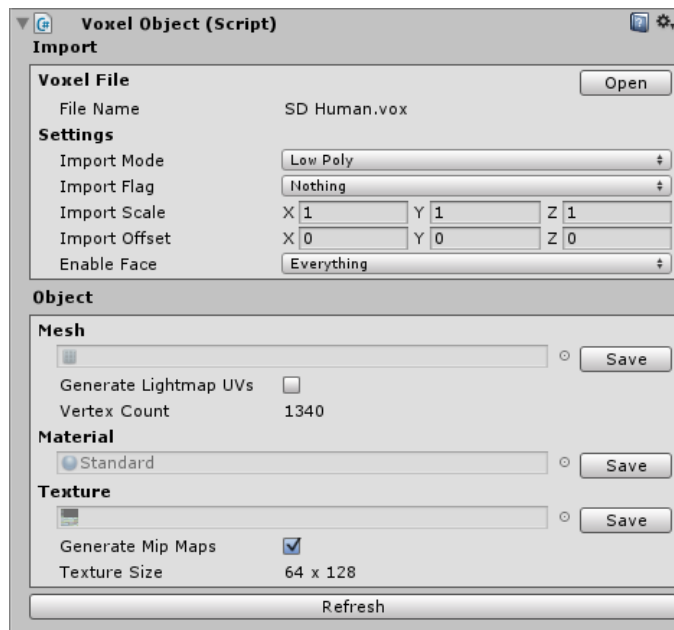 Voxel Object (Script)
Import
Voxel File
Open
File Name SD Human.vox
Settings
Import Mode Low Poly
Import Flag Nothing
Import Scale X 1 Y 1 Z 1
Import Offset X 0 Y 0 Z 0
Enable Face Everything
Object
Mesh
Save
Generate Lightmap UVs
Vertex Count 1340
Material
Standard Save
Texture
Save
Generate Mip Maps
Texture Size 64 x 128
Refresh